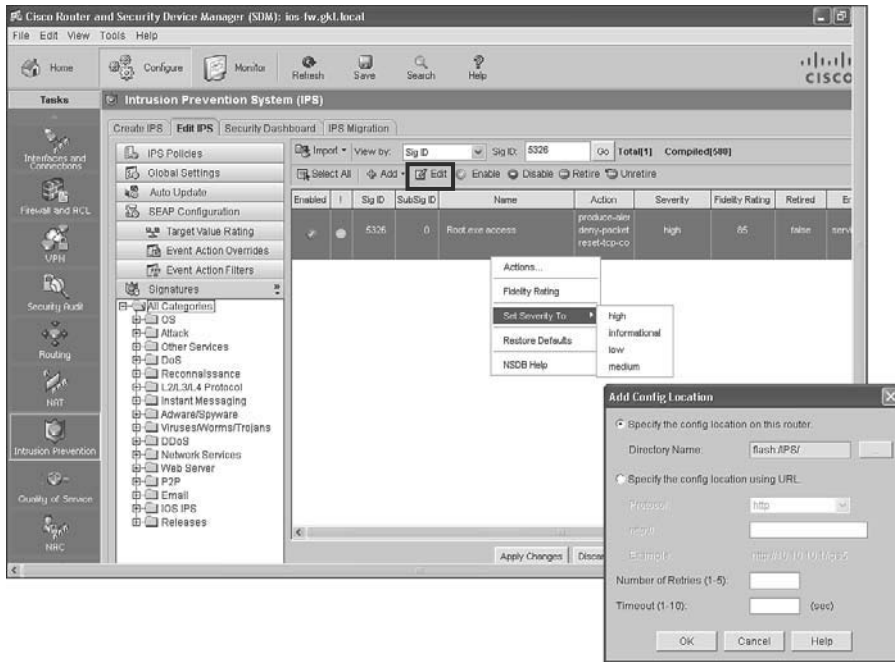 Cisco Router and Security Device Manager (SDM): ios-fw.gkl.local
File Edit View Tools Help
Home Configure Monitor Refresh Save Search Help
CISCO
Tasks
Intrusion Prevention System (IPS)
Create IPS Edit IPS Security Dashboard IPS Migration
Interfaces and Connections
Firewall and ACL
VPN
Security Audit
Routing
NAT
Intrusion Prevention
Quality of Service
NAC
IPS Policies
Global Settings
Auto Update
SEAP Configuration
Target Value Rating
Event Action Overrides
Event Action Filters
Signatures
All Categories
OS
Attack
Other Services
DoS
Reconnaissance
L2/L3/L4 Protocol
Instant Messaging
Adware/Spyware
Viruses/Worms/Trojans
DDoS
Network Services
Web Server
P2P
Email
IOS IPS
Releases
Import View by: Sig ID Sig ID: 5326 Go Total[1] Compiled[580]
Select All Add Edit Enable Disable Retire Unretire
Enabled ! Sig ID SubSig ID Name Action Severity Fidelity Rating Retired En
5326 0 Root.exe access produce-aler deny-packet reset-tcp-co high 85 false servi
Actions...
Fidelity Rating
Set Severity To
Restore Defaults
NSDB Help
high
informational
low
medium
Apply Changes Discar
Add Config Location
Specify the config location on this router.
Directory Name: flash:/IPS/ ...
Specify the config location using URL.
Protocol: http
Example:
Number of Retries (1-5):
Timeout (1-10): (sec)
OK Cancel Help